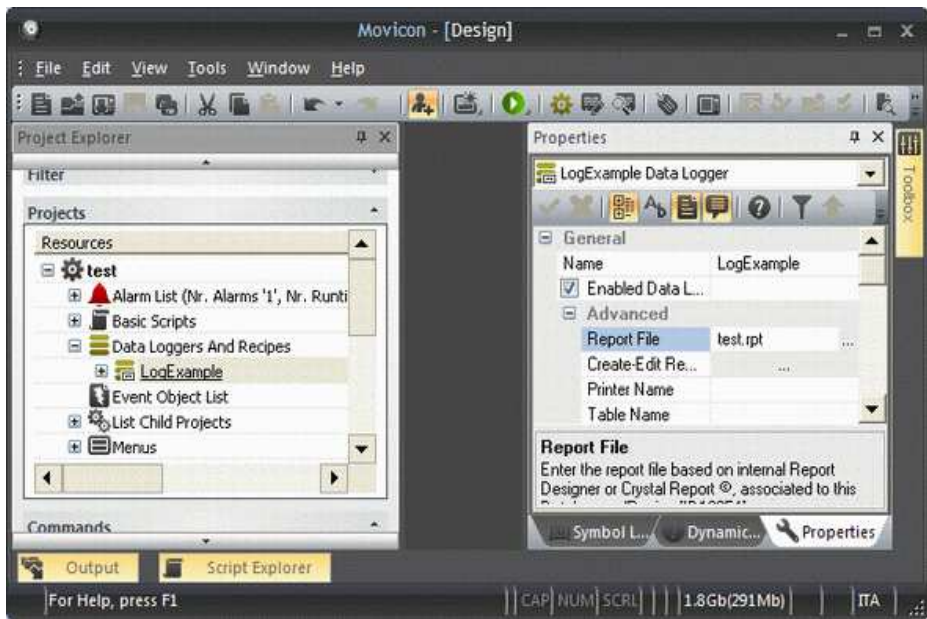 Movicon - [Design]
File Edit View Tools Window Help
Project Explorer
Filter
Projects
Resources
test
Alarm List (Nr. Alarms '1', Nr. Runti
Basic Scripts
Data Loggers And Recipes
LogExample
Event Object List
List Child Projects
Menus
Commands
Properties
LogExample Data Logger
General
Name LogExample
Enabled Data L...
Advanced
Report File test.rpt ...
Create-Edit Re... ...
Printer Name
Table Name
Report File
Enter the report file based on internal Report
Designer or Crystal Report ©, associated to this
Symbol L... Dynamic... Properties
Toolbox
Output Script Explorer
For Help, press F1 CAP NUM SCRL 1.8Gb(291Mb) ITA